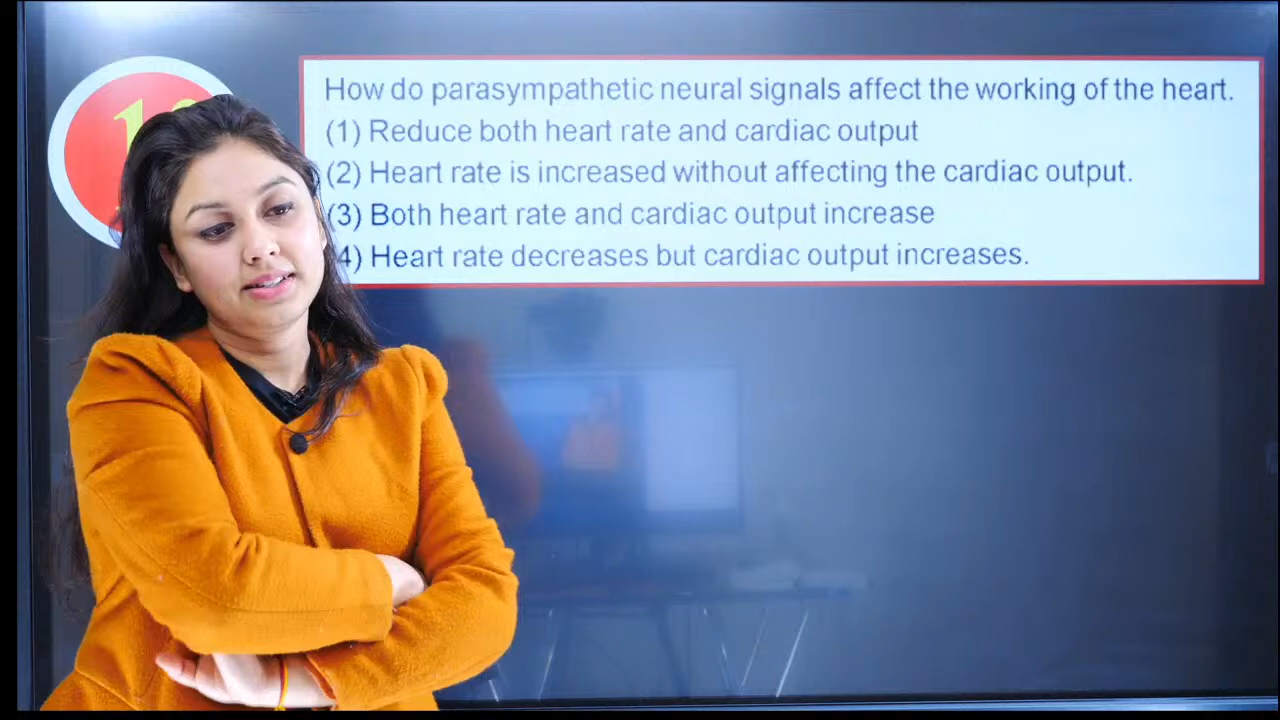 How do parasympathetic neural signals affect the working of the heart.
(1) Reduce both heart rate and cardiac output
(2) Heart rate is increased without affecting the cardiac output.
(3) Both heart rate and cardiac output increase
4) Heart rate decreases but cardiac output increases.